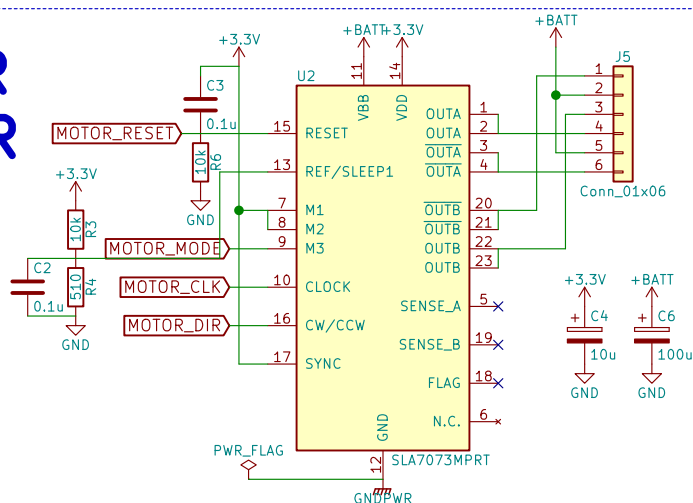 R
R
+3.3V
+BATT
+3.3V
+BATT
U2
C3
0.1u
10k
R6
GND
MOTOR_RESET
+3.3V
10k
R3
C2
0.1u
510
R4
GND
MOTOR_MODE
MOTOR_CLK
MOTOR_DIR
11
VBB
14
VDD
15 RESET
13 REF/SLEEP1
7 M1
8 M2
9 M3
10 CLOCK
16 CW/CCW
17 SYNC
OUTA 1
OUTA 2
OUTA 3
OUTA 4
OUTB 20
OUTB 21
OUTB 22
OUTB 23
SENSE_A 5
SENSE_B 19
FLAG 18
N.C. 6
GND
12
SLA7073MPRT
PWR_FLAG
GNDPWR
J5
1
2
3
4
5
6
Conn_01x06
+3.3V
+ C4
10u
GND
+BATT
+ C6
100u
GND